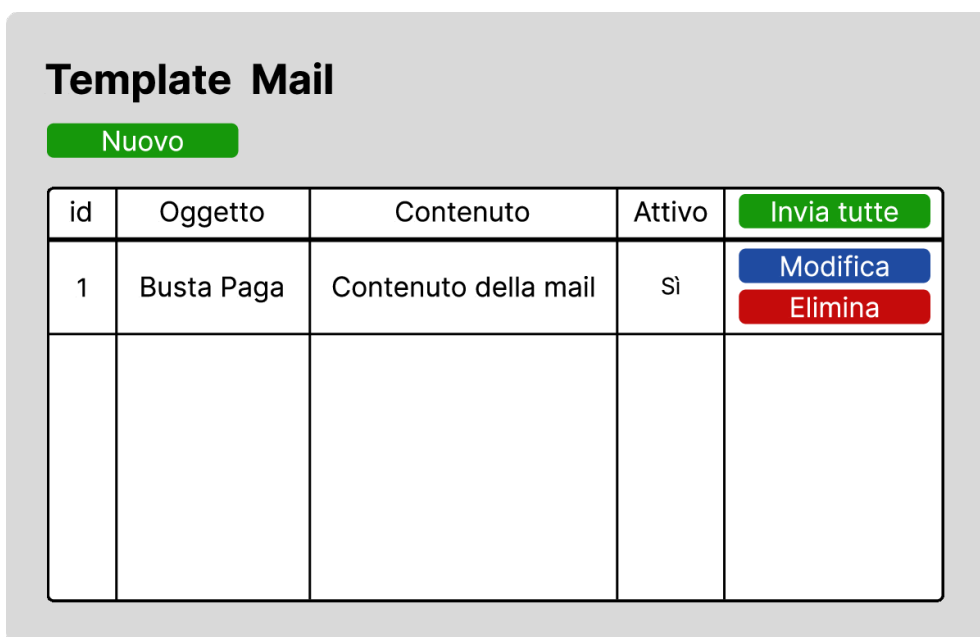 Template Mail
Nuovo
id Oggetto Contenuto Attivo Invia tutte
1 Busta Paga Contenuto della mail Sì Modifica
Elimina